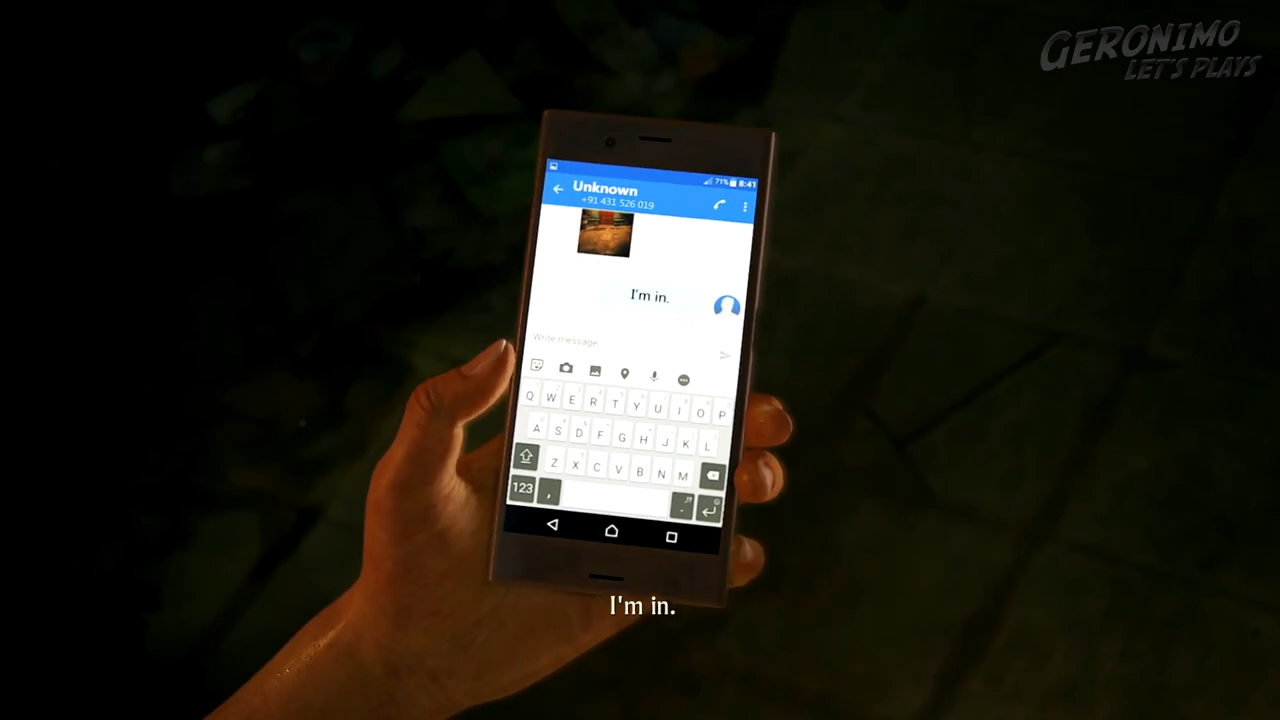 GERONIMO
LET'S PLAYS
71% 8:41
Unknown
+91 431 526 019
I'm in.
Write message
Q W E R T Y U I O P
A S D F G H J K L
Z X C V B N M
123 , .
I'm in.